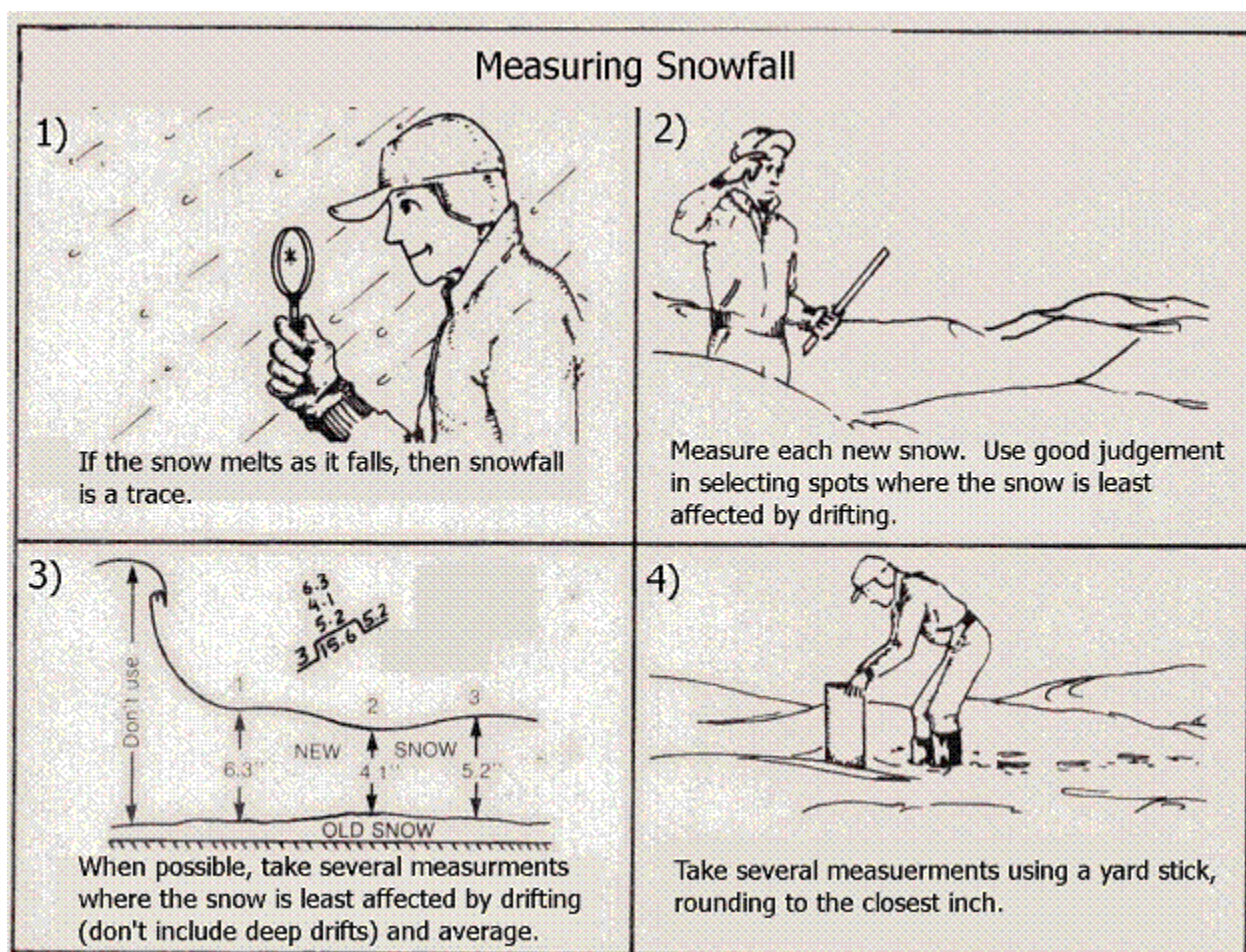 Measuring Snowfall
1)
If the snow melts as it falls, then snowfall
is a trace.
2)
Measure each new snow.  Use good judgement
in selecting spots where the snow is least
affected by drifting.
3)
6.3
4.1
5.2
3 15.6 5.2
Don't use
1
2
3
NEW SNOW
6.3"
4.1"
5.2"
OLD SNOW
When possible, take several measurments
where the snow is least affected by drifting
(don't include deep drifts) and average.
4)
Take several measuerments using a yard stick,
rounding to the closest inch.